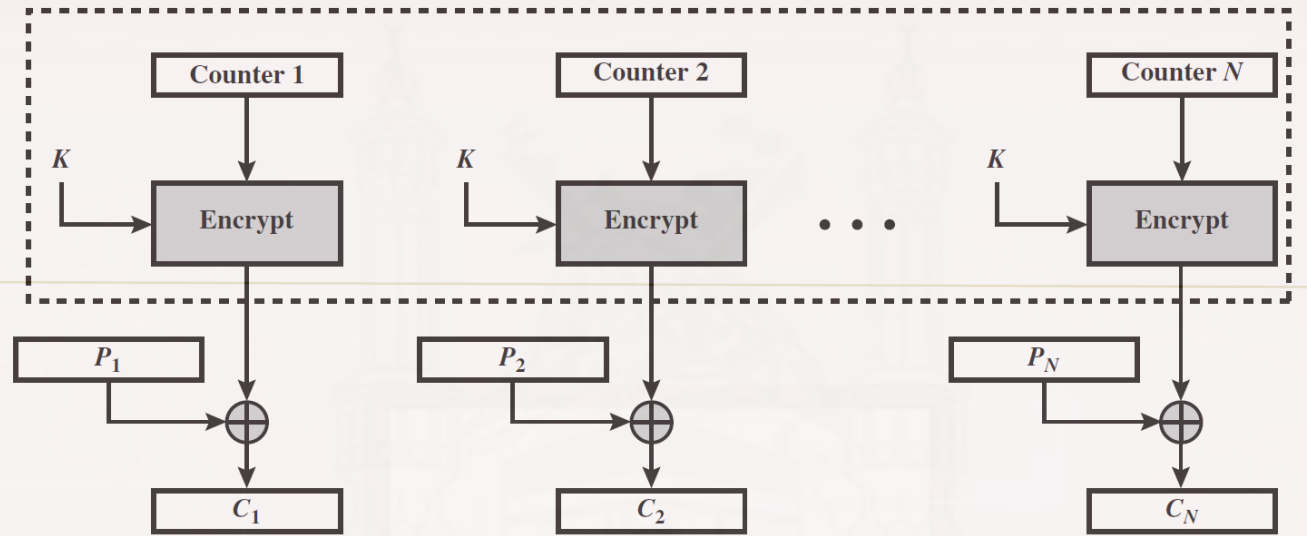 Counter 1
Counter 2
Counter N
K
K
K
Encrypt
Encrypt
• • •
Encrypt
P1
P2
PN
C1
C2
CN